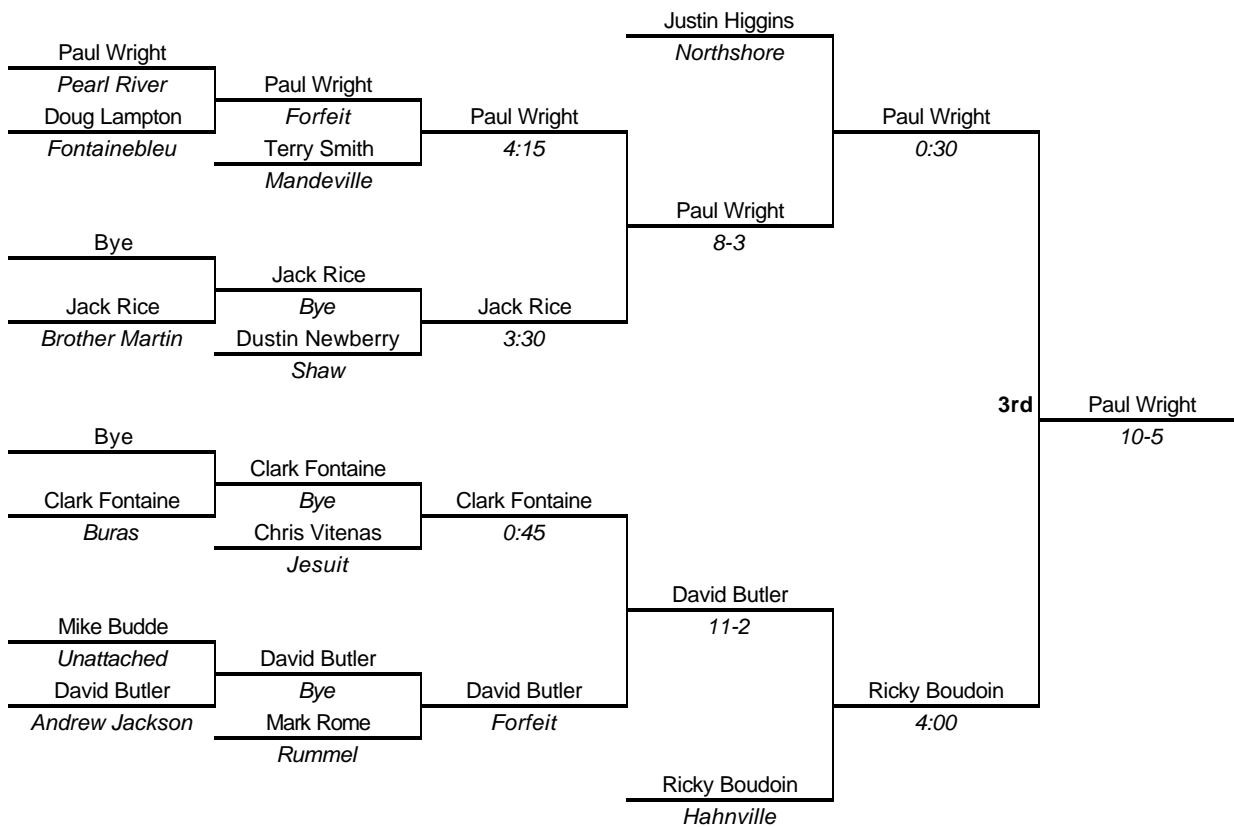 Justin Higgins
Northshore
Paul Wright
Pearl River
Paul Wright
Forfeit
Doug Lampton
Fontainebleu
Paul Wright
4:15
Paul Wright
0:30
Terry Smith
Mandeville
Paul Wright
8-3
Bye
Jack Rice
Bye
Jack Rice
Brother Martin
Jack Rice
3:30
Dustin Newberry
Shaw
3rd
Paul Wright
10-5
Bye
Clark Fontaine
Bye
Clark Fontaine
Buras
Clark Fontaine
0:45
Chris Vitenas
Jesuit
David Butler
11-2
Mike Budde
Unattached
David Butler
Bye
David Butler
Andrew Jackson
David Butler
Forfeit
Ricky Boudoin
4:00
Mark Rome
Rummel
Ricky Boudoin
Hahnville